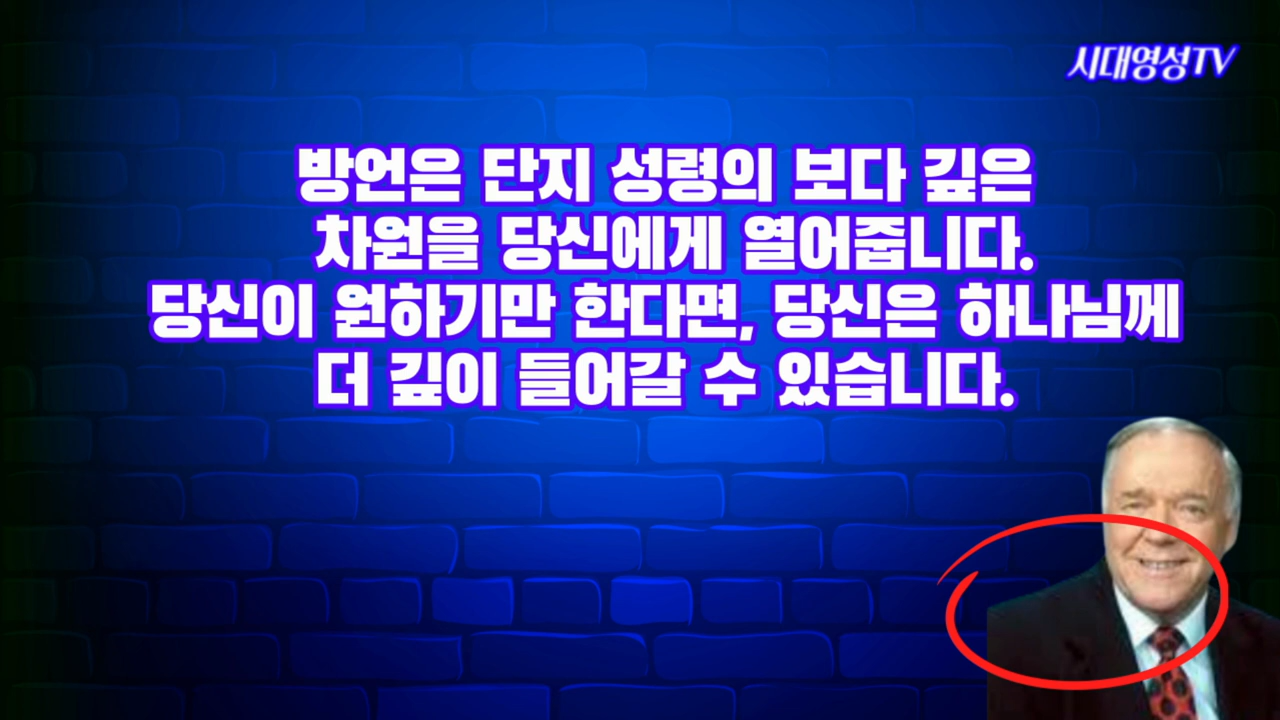 시대영성TV
방언은 단지 성령의 보다 깊은
차원을 당신에게 열어줍니다.
당신이 원하기만 한다면, 당신은 하나님께
더 깊이 들어갈 수 있습니다.